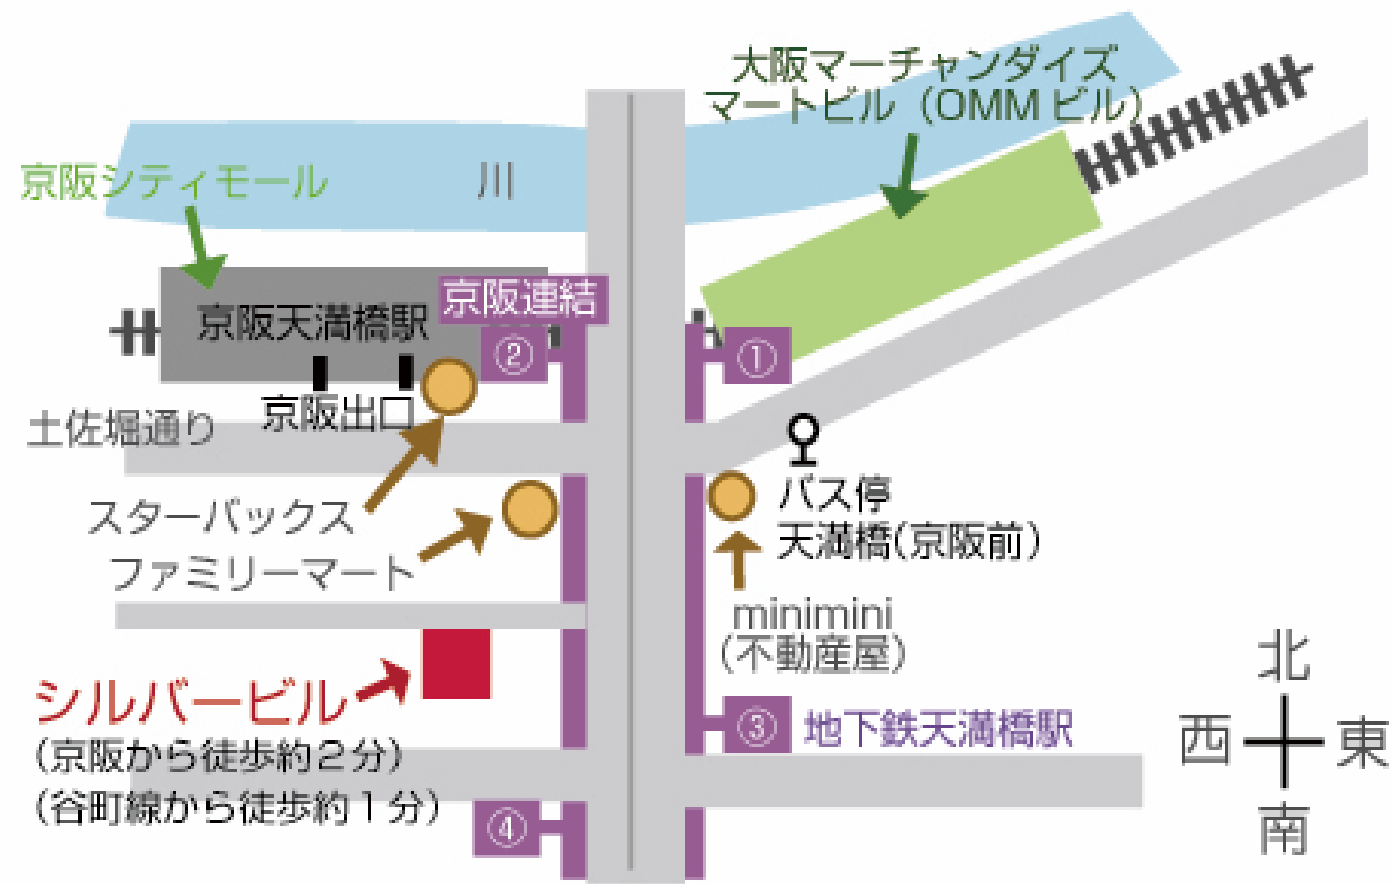 大阪マーチャンダイズ
マートビル（OMMビル）
京阪シティモール
川
京阪連結
京阪天満橋駅
②
①
京阪出口
土佐堀通り
スターバックス
ファミリーマート
バス停
天満橋（京阪前）
minimini
（不動産屋）
シルバービル
（京阪から徒歩約２分）
（谷町線から徒歩約１分）
③
地下鉄天満橋駅
④
北
西
東
南